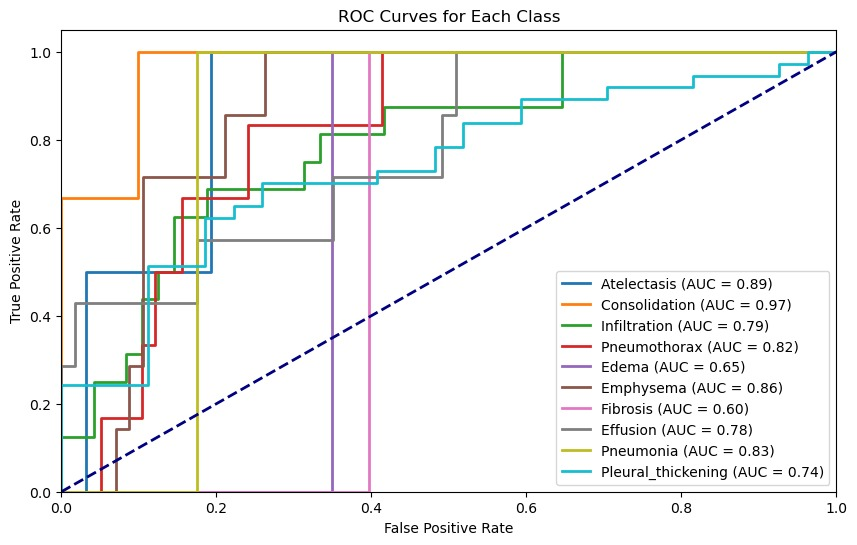 ROC Curves for Each Class
True Positive Rate
1.0
0.8
0.6
0.4
0.2
0.0
Atelectasis (AUC = 0.89)
Consolidation (AUC = 0.97)
Infiltration (AUC = 0.79)
Pneumothorax (AUC = 0.82)
Edema (AUC = 0.65)
Emphysema (AUC = 0.86)
Fibrosis (AUC = 0.60)
Effusion (AUC = 0.78)
Pneumonia (AUC = 0.83)
Pleural_thickening (AUC = 0.74)
0.0 0.2 0.4 0.6 0.8 1.0
False Positive Rate